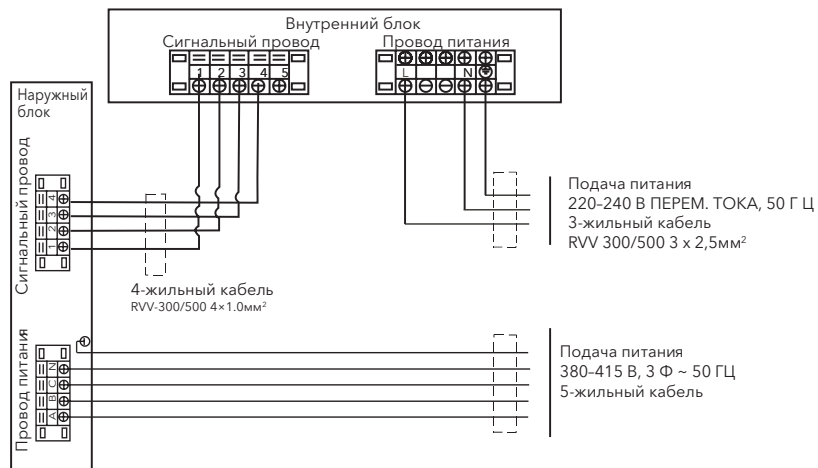 Внутренний блок
Сигнальный провод Провод питания
L N
1 2 3 4 5
Наружный
блок
Сигнальный провод
4
3
2
1
Подача питания
220–240 В ПЕРЕМ. ТОКА, 50 Г Ц
3-жильный кабель
RVV 300/500 3 х 2,5мм²
4-жильный кабель
RVV-300/500 4×1.0мм²
Провод питания
N
C
B
A
Подача питания
380–415 В, 3 Ф ~ 50 ГЦ
5-жильный кабель